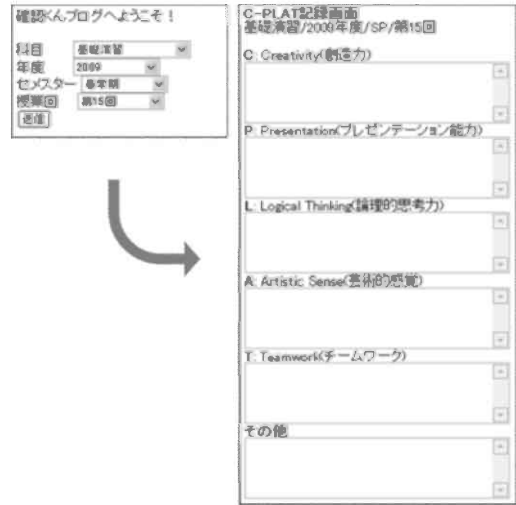 確認くんブログへようこそ！
科目 基礎演習
年度 2009
セメスター 春学期
授業回 第15回
送信
C-PLAT記録画面
基礎演習/2009年度/SP/第15回
C: Creativity(創造力)
P: Presentation(プレゼンテーション能力)
L: Logical Thinking(論理的思考力)
A: Artistic Sense(芸術的感覚)
T: Teamwork(チームワーク)
その他